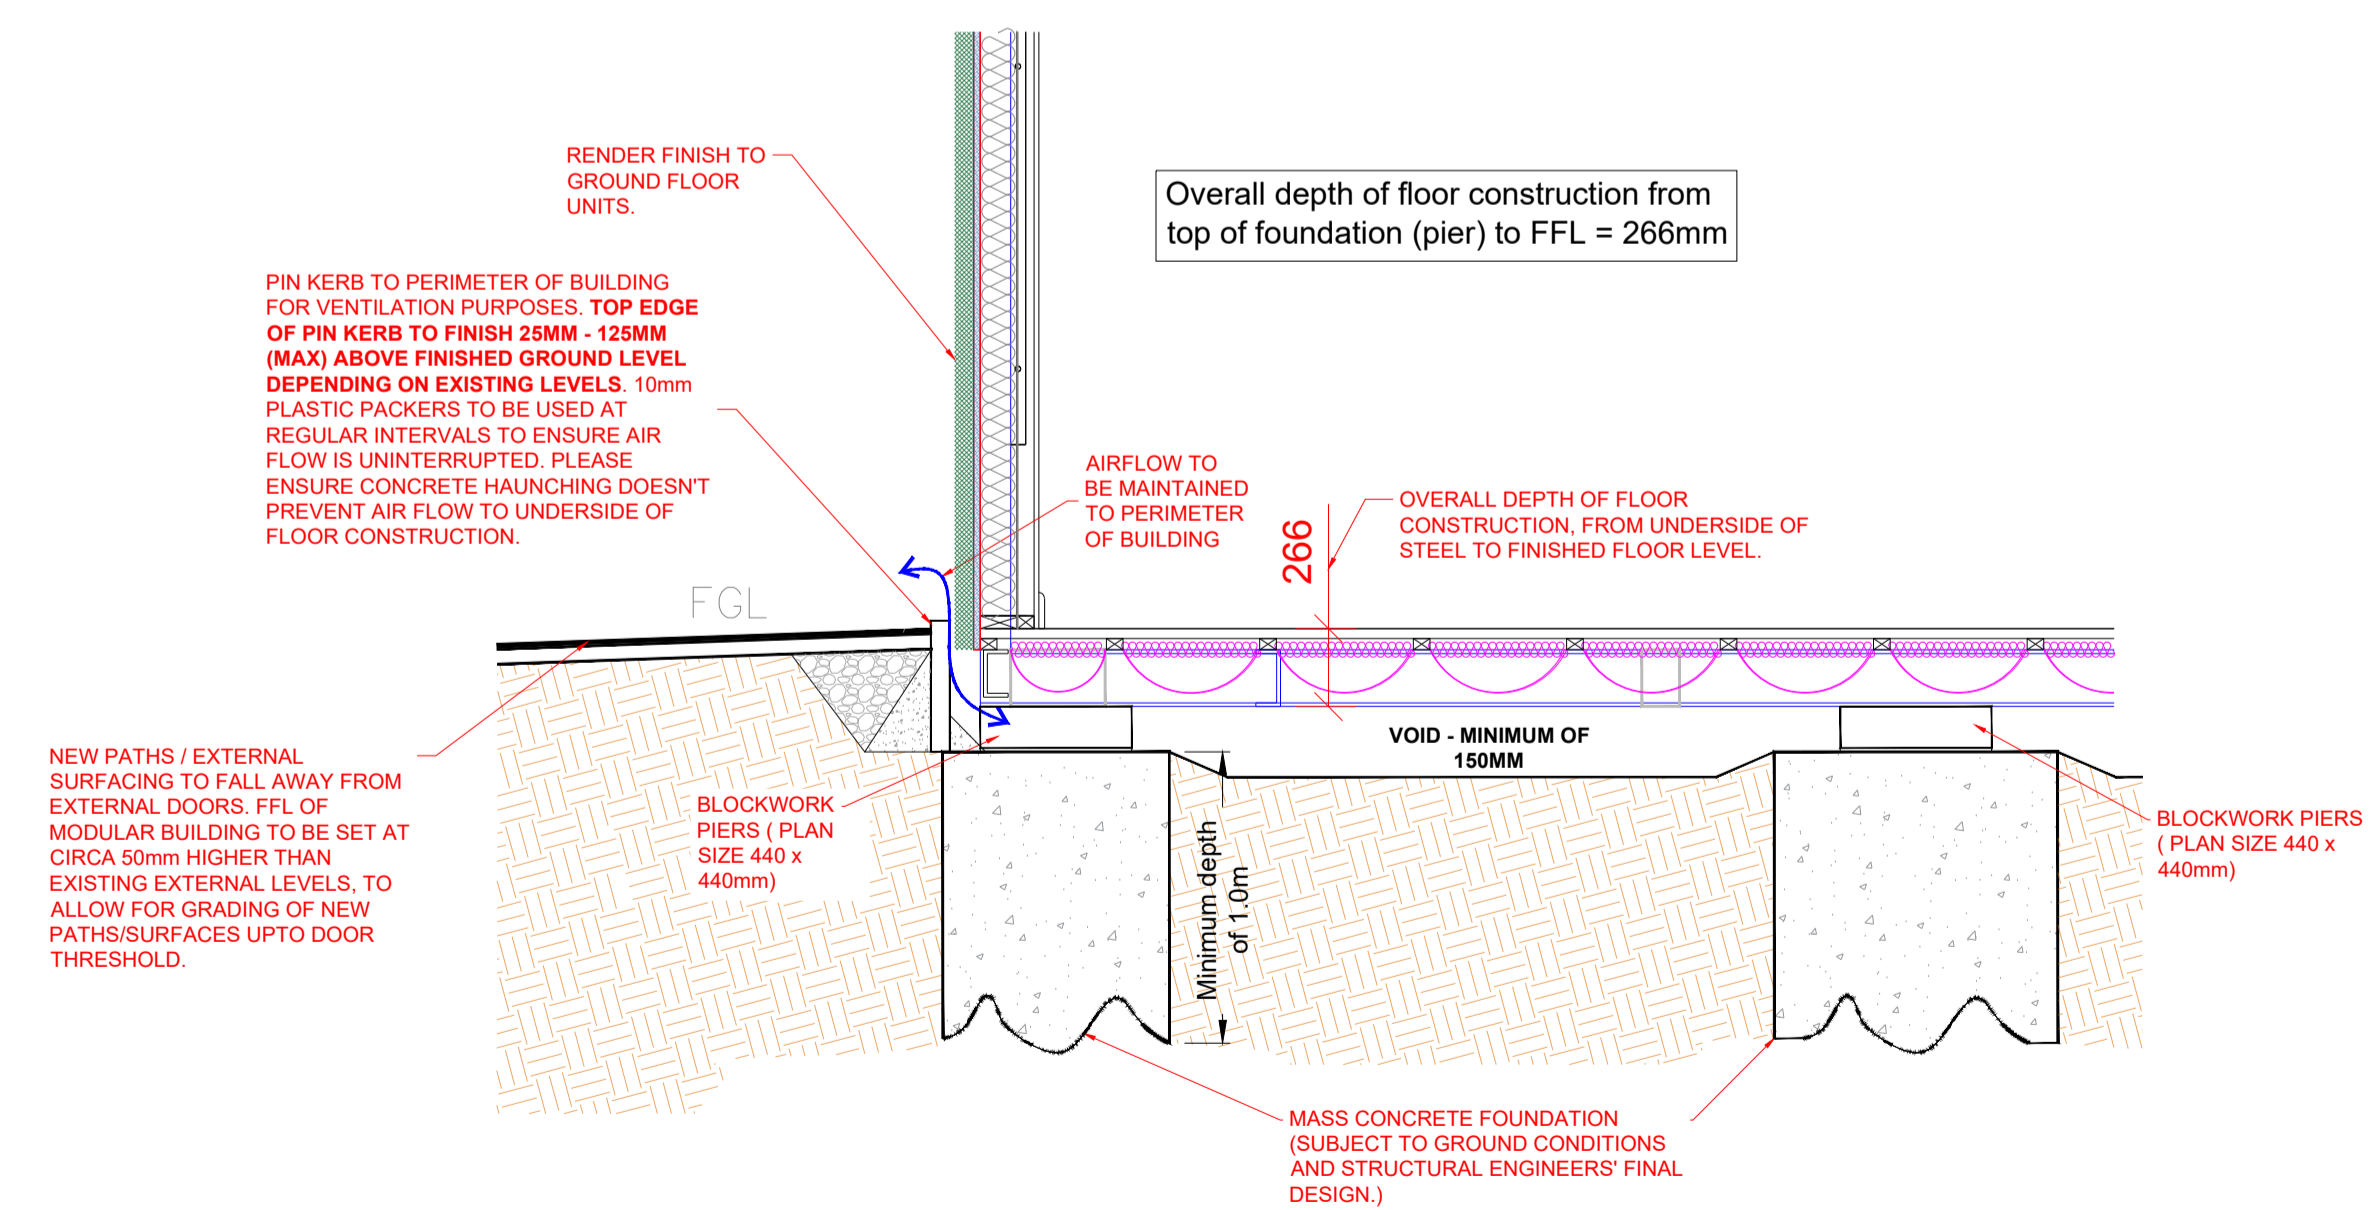 RENDER FINISH TO
GROUND FLOOR
UNITS.
Overall depth of floor construction from
top of foundation (pier) to FFL = 266mm
PIN KERB TO PERIMETER OF BUILDING
FOR VENTILATION PURPOSES. TOP EDGE
OF PIN KERB TO FINISH 25MM - 125MM
(MAX) ABOVE FINISHED GROUND LEVEL
DEPENDING ON EXISTING LEVELS. 10mm
PLASTIC PACKERS TO BE USED AT
REGULAR INTERVALS TO ENSURE AIR
FLOW IS UNINTERRUPTED. PLEASE
ENSURE CONCRETE HAUNCHING DOESN'T
PREVENT AIR FLOW TO UNDERSIDE OF
FLOOR CONSTRUCTION.
AIRFLOW TO
BE MAINTAINED
TO PERIMETER
OF BUILDING
266
OVERALL DEPTH OF FLOOR
CONSTRUCTION, FROM UNDERSIDE OF
STEEL TO FINISHED FLOOR LEVEL.
FGL
NEW PATHS / EXTERNAL
SURFACING TO FALL AWAY FROM
EXTERNAL DOORS. FFL OF
MODULAR BUILDING TO BE SET AT
CIRCA 50mm HIGHER THAN
EXISTING EXTERNAL LEVELS, TO
ALLOW FOR GRADING OF NEW
PATHS/SURFACES UPTO DOOR
THRESHOLD.
BLOCKWORK
PIERS ( PLAN
SIZE 440 x
440mm)
VOID - MINIMUM OF
150MM
Minimum depth
of 1.0m
BLOCKWORK PIERS
( PLAN SIZE 440 x
440mm)
MASS CONCRETE FOUNDATION
(SUBJECT TO GROUND CONDITIONS
AND STRUCTURAL ENGINEERS' FINAL
DESIGN.)